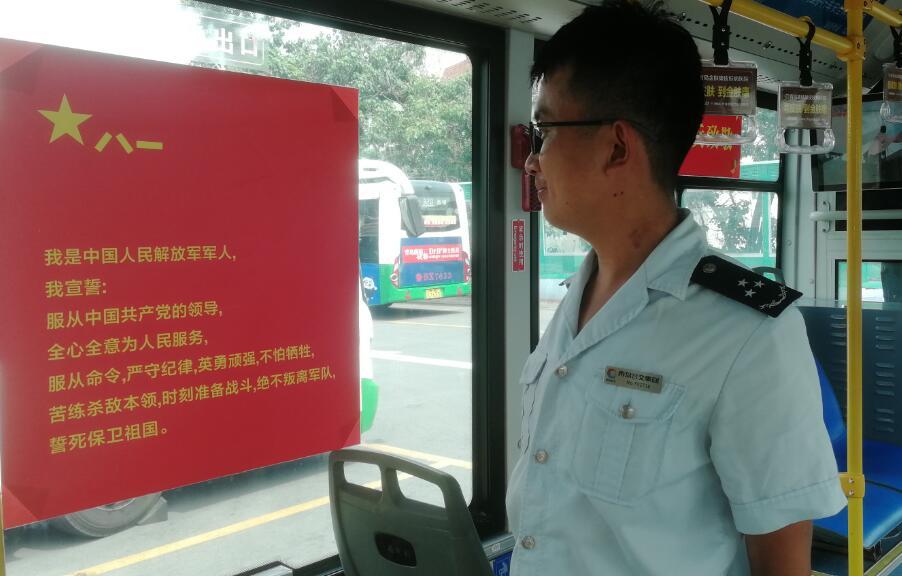 出口
八一
我是中国人民解放军军人,
我宣誓:
服从中国共产党的领导,
全心全意为人民服务,
服从命令,严守纪律,英勇顽强,不怕牺牲,
苦练杀敌本领,时刻准备战斗,绝不叛离军队,
誓死保卫祖国。